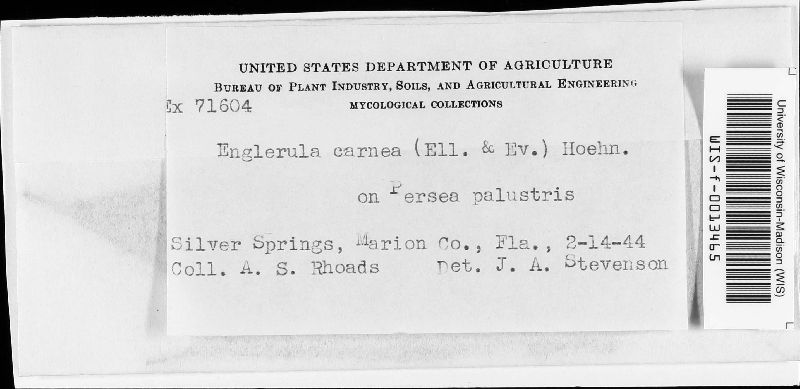 UNITED STATES DEPARTMENT OF AGRICULTURE
BUREAU OF PLANT INDUSTRY, SOILS, AND AGRICULTURAL ENGINEERING
Ex 71604 MYCOLOGICAL COLLECTIONS
Englerula carnea (Ell. & Ev.) Hoehn.
on Persea palustris
Silver Springs, Marion Co., Fla., 2-14-44
Coll. A. S. Rhoads Det. J. A. Stevenson
University of Wisconsin-Madison (WIS)
WIS-f-0013465